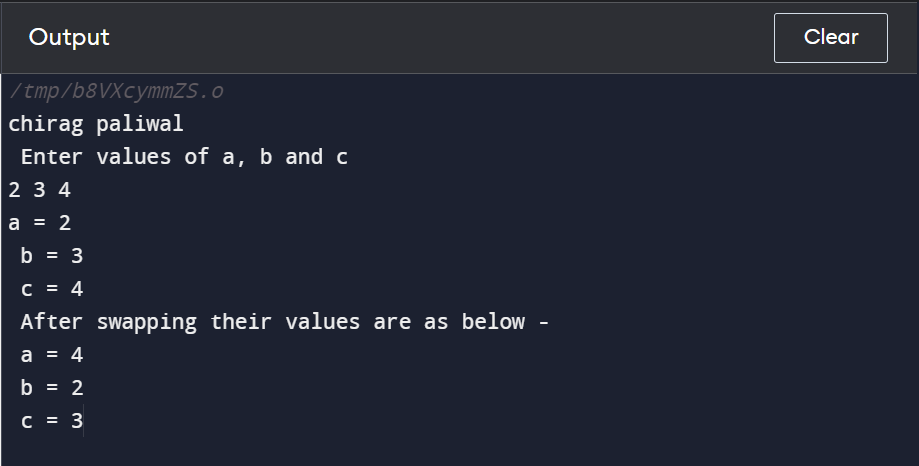 Output
Clear
/tmp/b8VXcymmZS.o
chirag paliwal
Enter values of a, b and c
2 3 4
a = 2
b = 3
c = 4
After swapping their values are as below -
a = 4
b = 2
c = 3